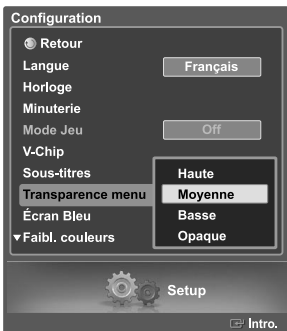 Configuration
Retour
Langue Français
Horloge
Minuterie
Mode Jeu Off
V-Chip
Sous-titres Haute
Transparence menu Moyenne
Écran Bleu Basse
▼Faibl. couleurs Opaque
Setup
Intro.